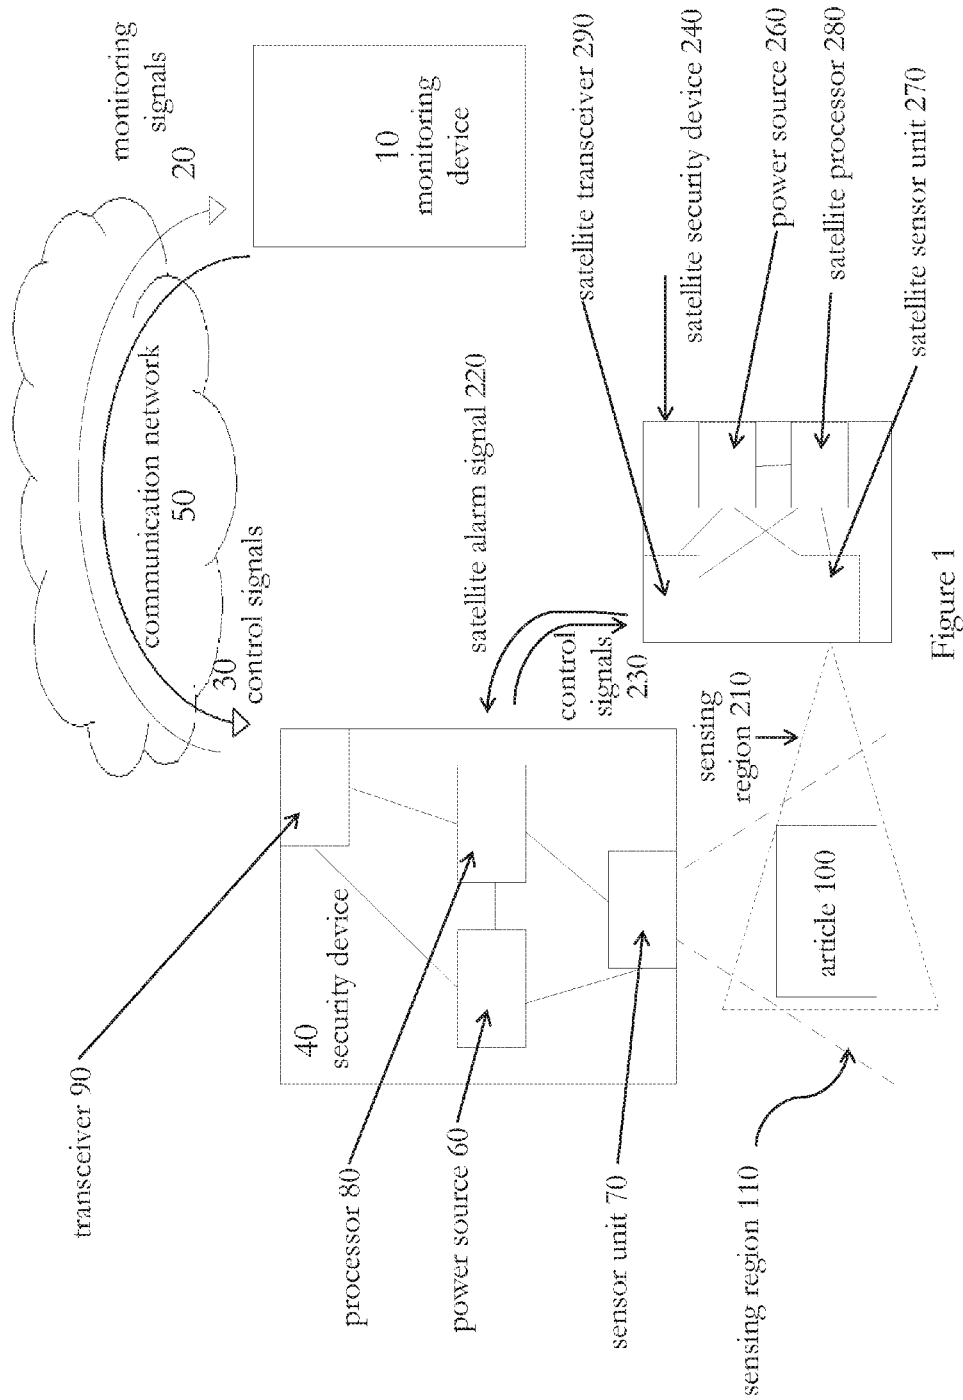 monitoring
signals
20
10
monitoring
device
communication network
50
30
control signals
transceiver 90
40
security device
processor 80
power source 60
sensor unit 70
sensing region 110
satellite alarm signal 220
control
signals
230
sensing
region 210
article 100
satellite transceiver 290
satellite security device 240
power source 260
satellite processor 280
satellite sensor unit 270
Figure 1